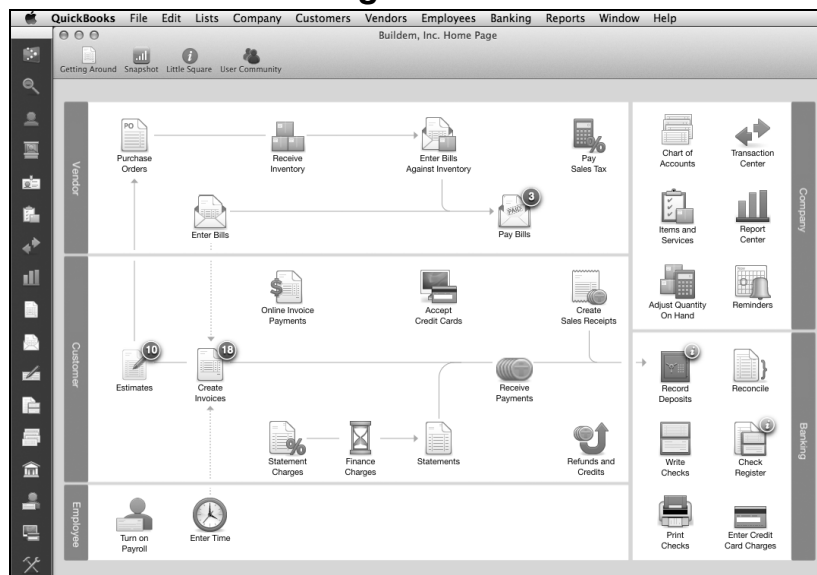 QuickBooks File Edit Lists Company Customers Vendors Employees Banking Reports Window Help
Buildem, Inc. Home Page
Getting Around Snapshot Little Square User Community
Vendor
PO
Purchase
Orders
Receive
Inventory
Enter Bills
Against Inventory
Pay
Sales Tax
Enter Bills
PAID
3
Pay Bills
Customer
Online Invoice
Payments
Accept
Credit Cards
Create
Sales Receipts
10
Estimates
18
Create
Invoices
Receive
Payments
Statement
Charges
Finance
Charges
Statements
Refunds and
Credits
Employee
Turn on
Payroll
Enter Time
Company
Chart of
Accounts
Transaction
Center
Items and
Services
Report
Center
Adjust Quantity
On Hand
Reminders
Banking
Record
Deposits
Reconcile
Write
Checks
Check
Register
Print
Checks
Enter Credit
Card Charges